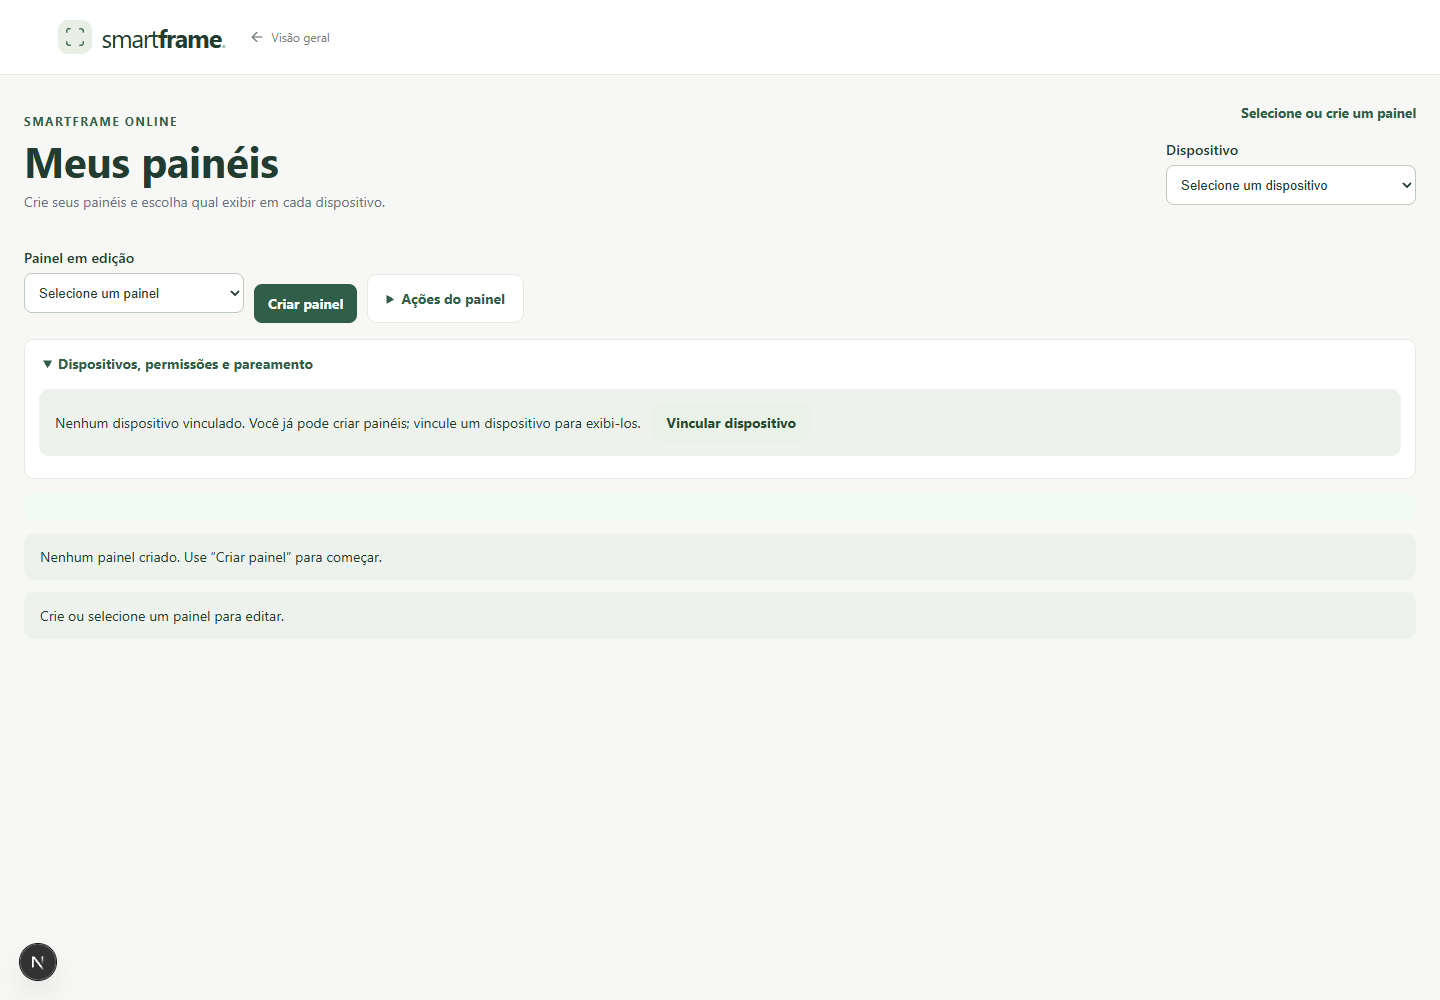 smartframe.
Visão geral
SMARTFRAME ONLINE
Meus painéis
Crie seus painéis e escolha qual exibir em cada dispositivo.
Selecione ou crie um painel
Dispositivo
Selecione um dispositivo
Painel em edição
Selecione um painel
Criar painel
Ações do painel
Dispositivos, permissões e pareamento
Nenhum dispositivo vinculado. Você já pode criar painéis; vincule um dispositivo para exibi-los.
Vincular dispositivo
Nenhum painel criado. Use “Criar painel” para começar.
Crie ou selecione um painel para editar.
N